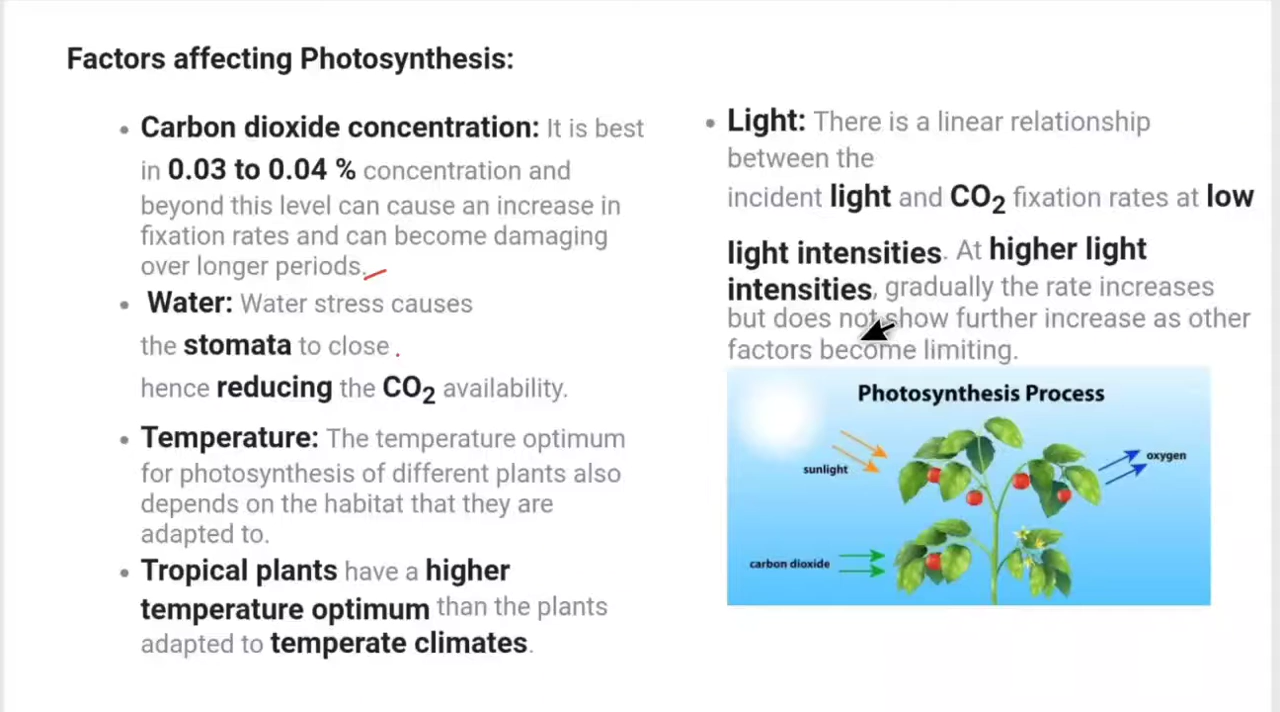 Factors affecting Photosynthesis:
• Carbon dioxide concentration: It is best
in 0.03 to 0.04 % concentration and
beyond this level can cause an increase in
fixation rates and can become damaging
over longer periods.
• Water: Water stress causes
the stomata to close .
hence reducing the CO₂ availability.
• Temperature: The temperature optimum
for photosynthesis of different plants also
depends on the habitat that they are
adapted to.
• Tropical plants have a higher
temperature optimum than the plants
adapted to temperate climates.
• Light: There is a linear relationship
between the
incident light and CO₂ fixation rates at low
light intensities. At higher light
intensities, gradually the rate increases
but does not show further increase as other
factors become limiting.
Photosynthesis Process
sunlight
oxygen
carbon dioxide